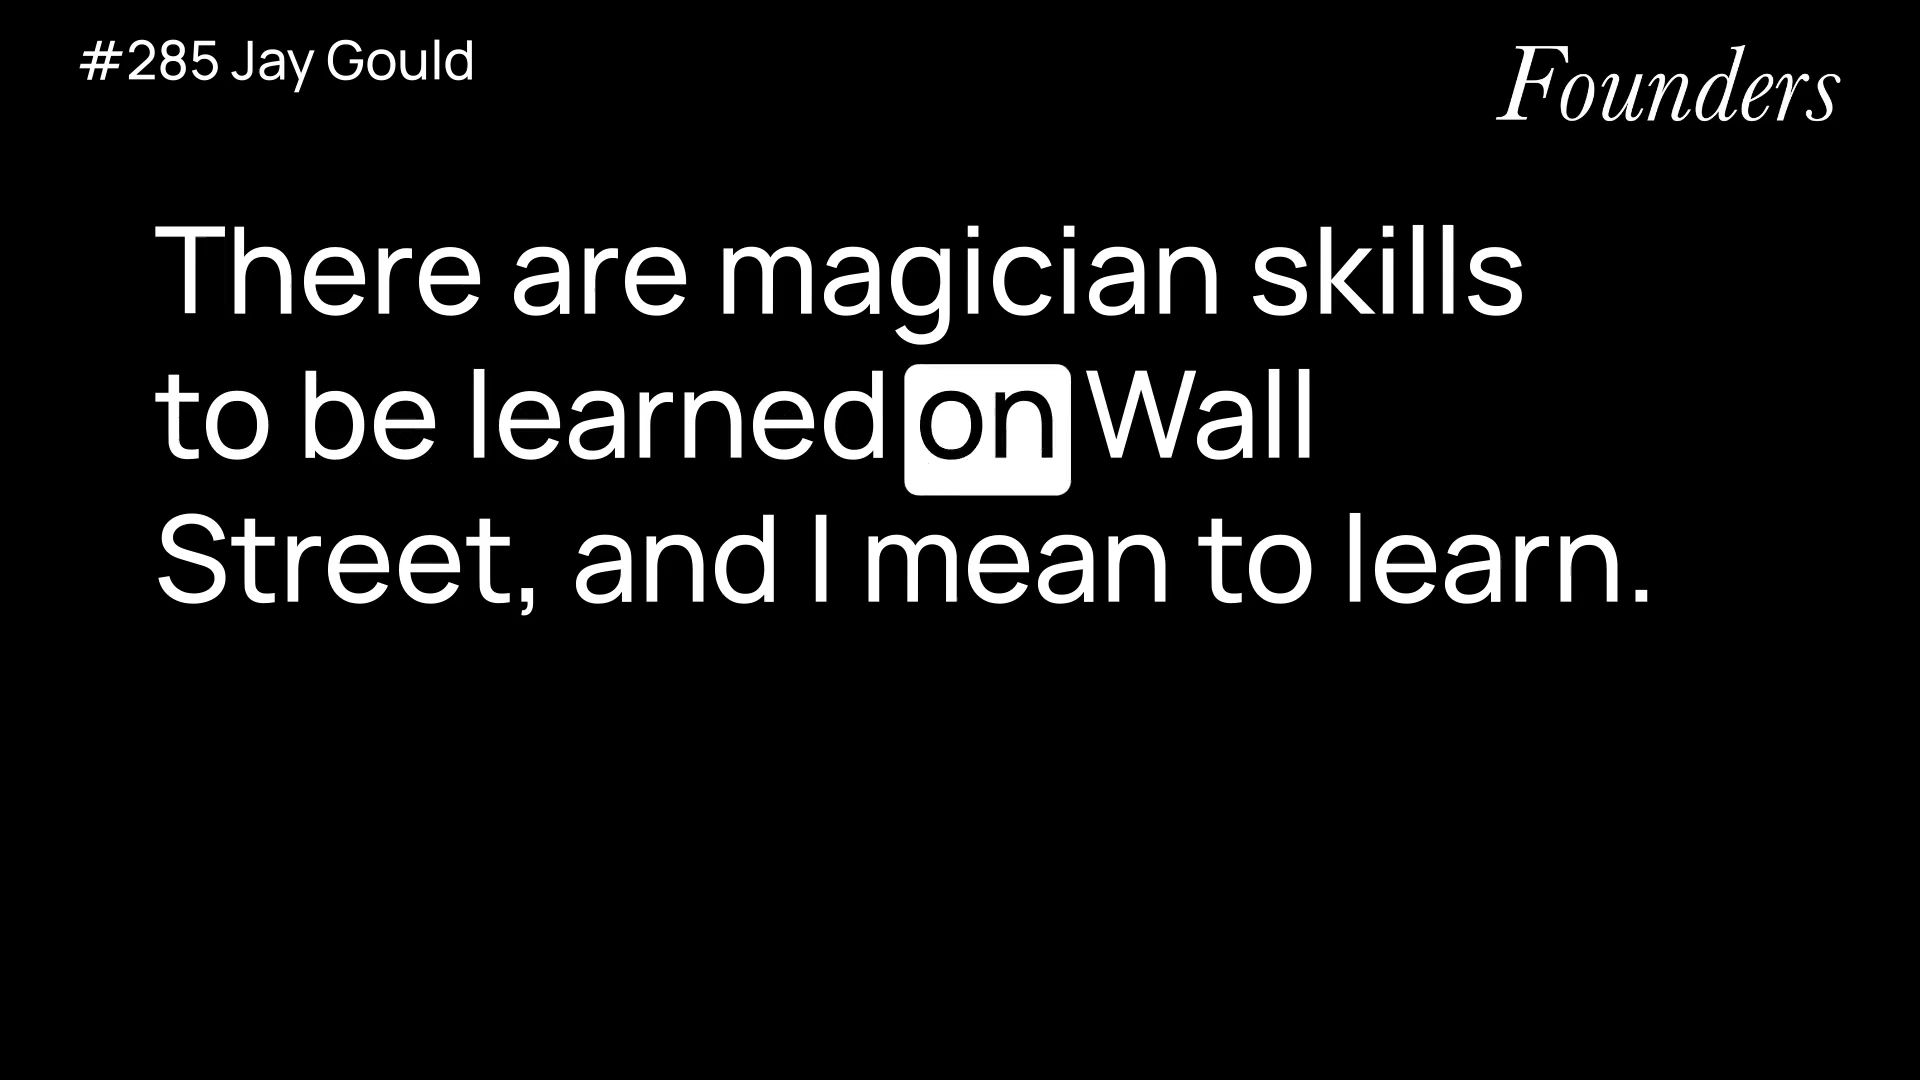 #285 Jay Gould
Founders
There are magician skills
to be learned on Wall
Street, and I mean to learn.